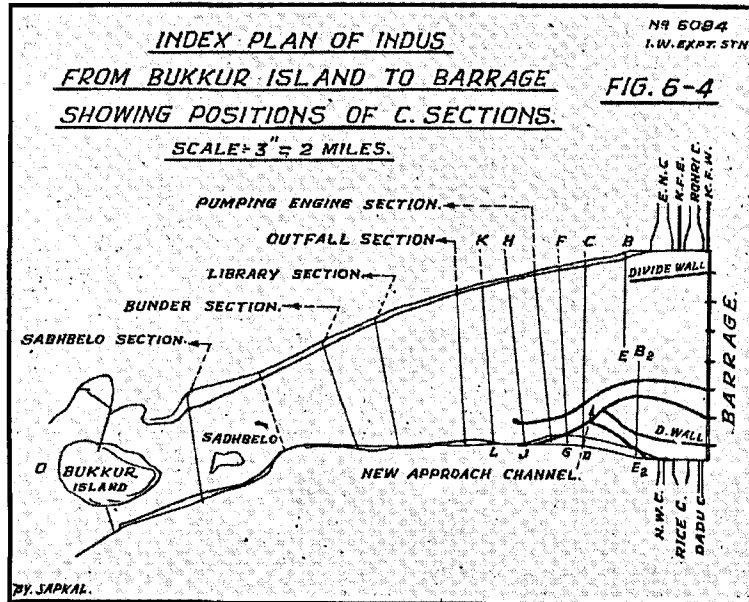 INDEX PLAN OF INDUS
FROM BUKKUR ISLAND TO BARRAGE
SHOWING POSITIONS OF C. SECTIONS.
SCALE:- 3" = 2 MILES.
Nº 6084
I.W. EXPT. STN
FIG. 6-4
E.N.C
K.F.E.
ROHRI C.
K.F.W.
PUMPING ENGINE SECTION.
OUTFALL SECTION
K H F C B
LIBRARY SECTION.
BUNDER SECTION.
SABHBELO SECTION.
DIVIDE WALL
BARRAGE.
E B2
A
D. WALL
SADHBELO
O
BUKKUR
ISLAND
L J G D E2
NEW APPROACH CHANNEL.
N.W.C.
RICE C.
DADU C.
BY. SAPKAL.